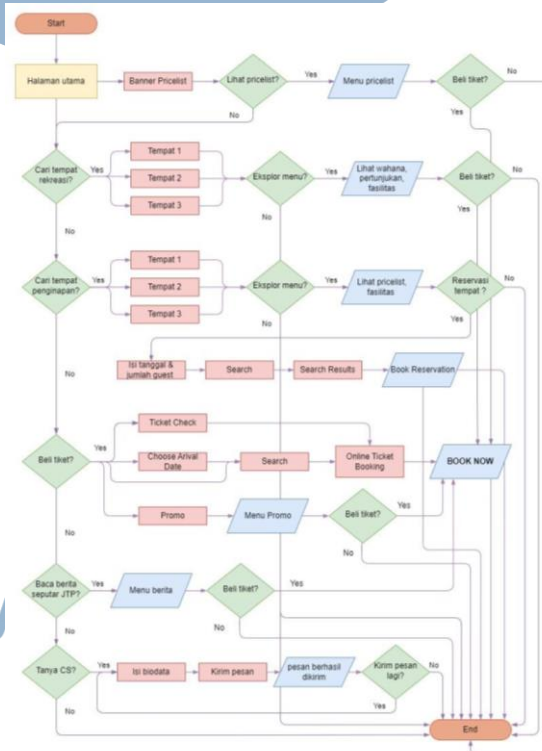 Start
Halaman utama
Banner Pricelist
Lihat pricelist?
Yes
Menu pricelist
Beli tiket?
No
No
Yes
Cari tempat
rekreasi?
Yes
Tempat 1
Tempat 2
Tempat 3
Eksplor menu?
Yes
Lihat wahana,
pertunjukan,
fasilitas
Beli tiket?
No
No
No
Yes
Cari tempat
penginapan?
Yes
Tempat 1
Tempat 2
Tempat 3
Eksplor menu?
Yes
Lihat pricelist,
fasilitas
Reservasi
tempat ?
No
No
Yes
Isi tanggal &
jumlah guest
Search
Search Results
Book Reservation
No
Beli tiket?
Yes
Ticket Check
Choose Arival
Date
Search
Online Ticket
Booking
BOOK NOW
Promo
Menu Promo
Beli tiket?
Yes
No
No
Baca berita
seputar JTP?
Yes
Menu berita
Beli tiket?
Yes
No
No
Tanya CS?
Yes
Isi biodata
Kirim pesan
pesan berhasil
dikirim
Kirim pesan
lagi?
No
Yes
No
End